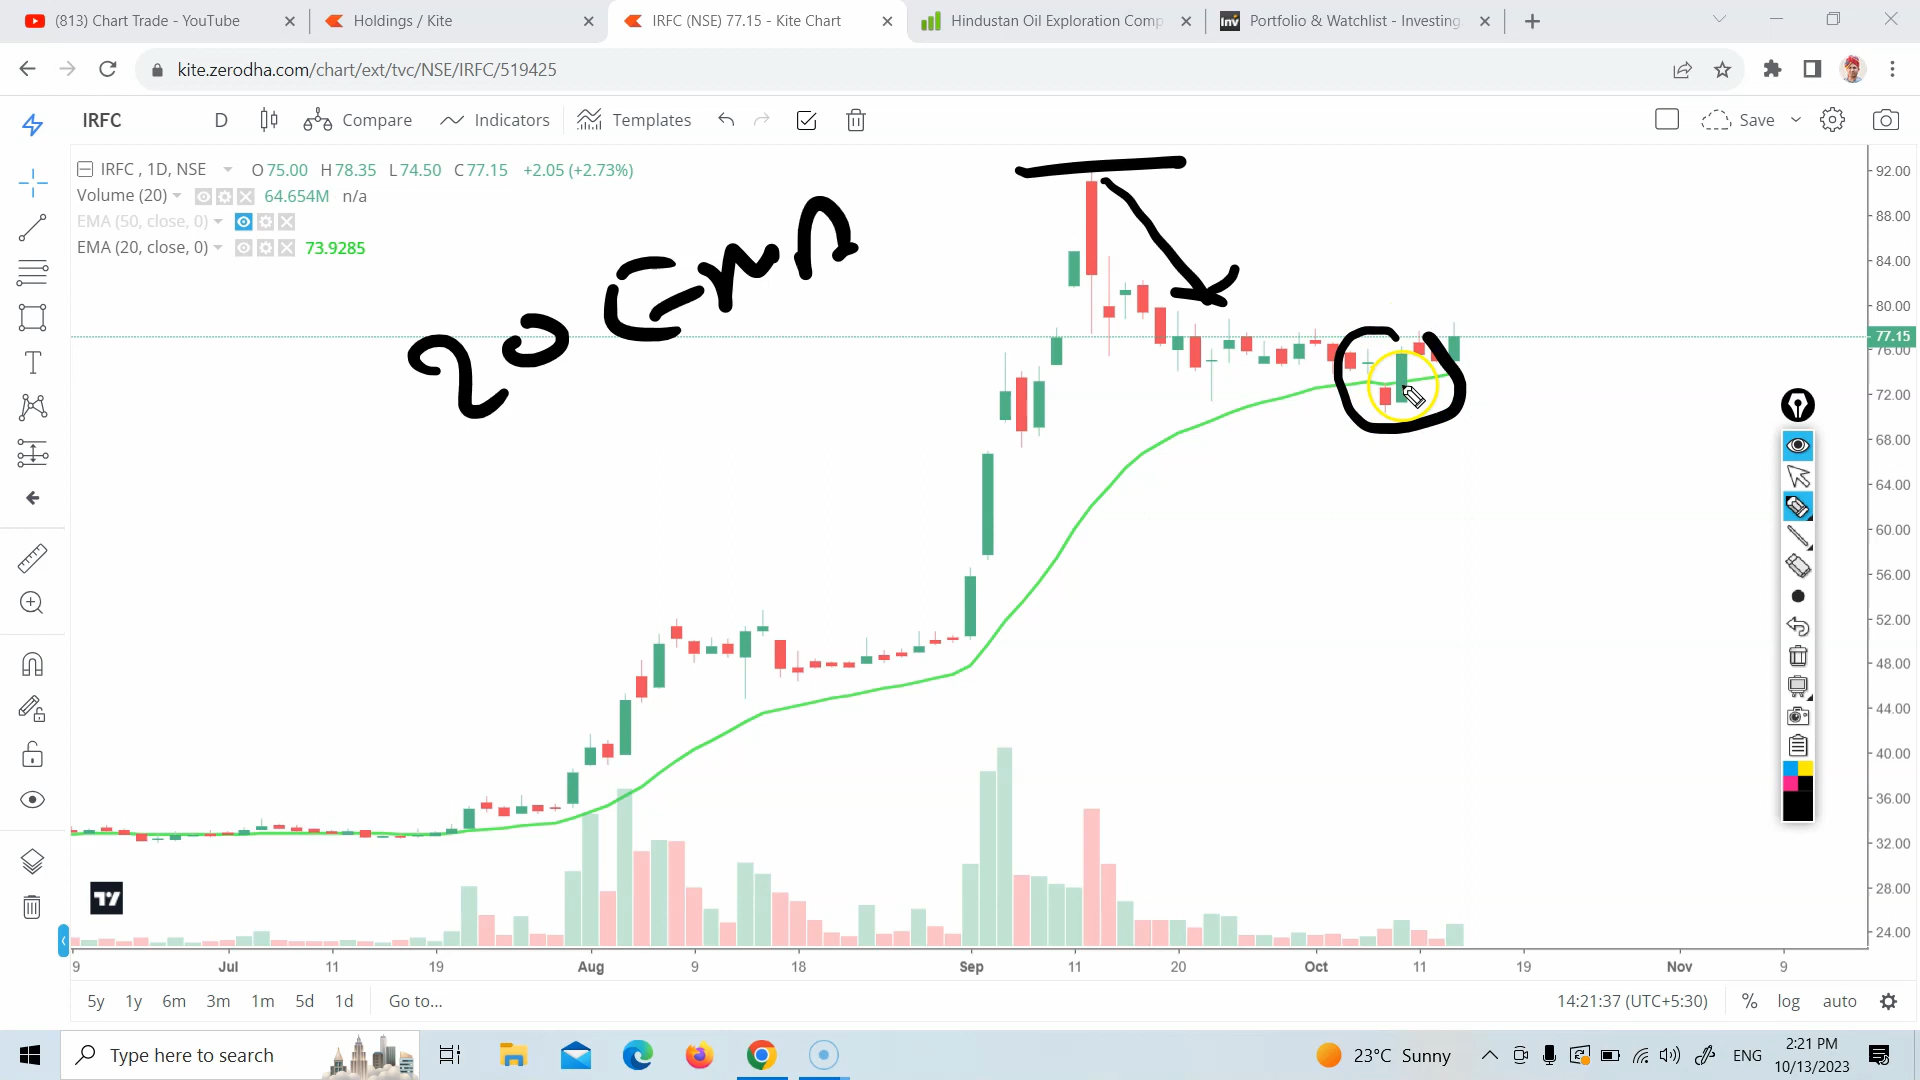 (813) Chart Trade - YouTube
Holdings / Kite
IRFC (NSE) 77.15 - Kite Chart
Hindustan Oil Exploration Comp
Portfolio & Watchlist - Investing
kite.zerodha.com/chart/ext/tvc/NSE/IRFC/519425
IRFC D Compare Indicators Templates Save
IRFC , 1D, NSE O75.00 H78.35 L74.50 C77.15 +2.05 (+2.73%)
Volume (20) 64.654M n/a
EMA (50, close, 0)
EMA (20, close, 0) 73.9285
20 EMA
92.00
88.00
84.00
80.00
77.15
76.00
72.00
68.00
64.00
60.00
56.00
52.00
48.00
44.00
40.00
36.00
32.00
28.00
24.00
9 Jul 11 19 Aug 9 18 Sep 11 20 Oct 11 19 Nov 9
5y 1y 6m 3m 1m 5d 1d Go to... 14:21:37 (UTC+5:30) % log auto
Type here to search
23°C Sunny
ENG
2:21 PM
10/13/2023